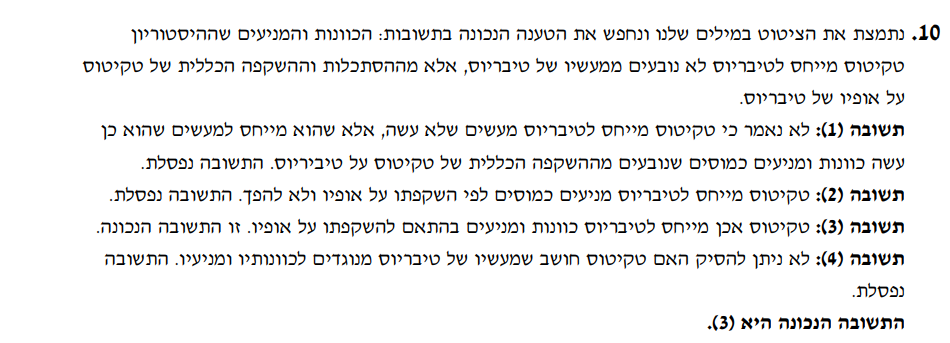 10. נתמצת את הציטוט במילים שלנו ונחפש את הטענה הנכונה בתשובות: הכוונות והמניעים שההיסטוריון
טקיטוס מייחס לטיבריוס לא נובעים ממעשיו של טיבריוס, אלא מההסתכלות וההשקפה הכללית של טקיטוס
על אופיו של טיבריוס.
תשובה (1): לא נאמר כי טקיטוס מייחס לטיבריוס מעשים שלא עשה, אלא שהוא מייחס למעשים שהוא כן
עשה כוונות ומניעים כמוסים שנובעים מההשקפה הכללית של טקיטוס על טיביריוס. התשובה נפסלת.
תשובה (2): טקיטוס מייחס לטיבריוס מניעים כמוסים לפי השקפתו על אופיו ולא להפך. התשובה נפסלת.
תשובה (3): טקיטוס אכן מייחס לטיבריוס כוונות ומניעים בהתאם להשקפתו על אופיו. זו התשובה הנכונה.
תשובה (4): לא ניתן להסיק האם טקיטוס חושב שמעשיו של טיבריוס מנוגדים לכוונותיו ומניעיו. התשובה
נפסלת.
התשובה הנכונה היא (3).